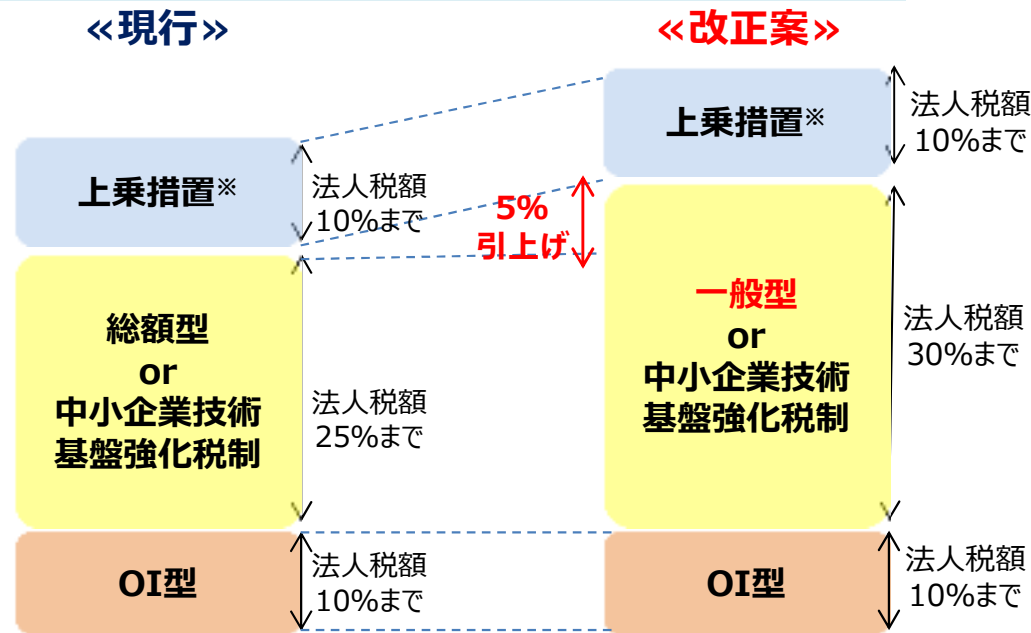 ≪現行≫
上乗措置※
法人税額
10%まで
総額型
or
中小企業技術
基盤強化税制
法人税額
25%まで
OI型
法人税額
10%まで
≪改正案≫
上乗措置※
法人税額
10%まで
5%
引上げ
一般型
or
中小企業技術
基盤強化税制
法人税額
30%まで
OI型
法人税額
10%まで